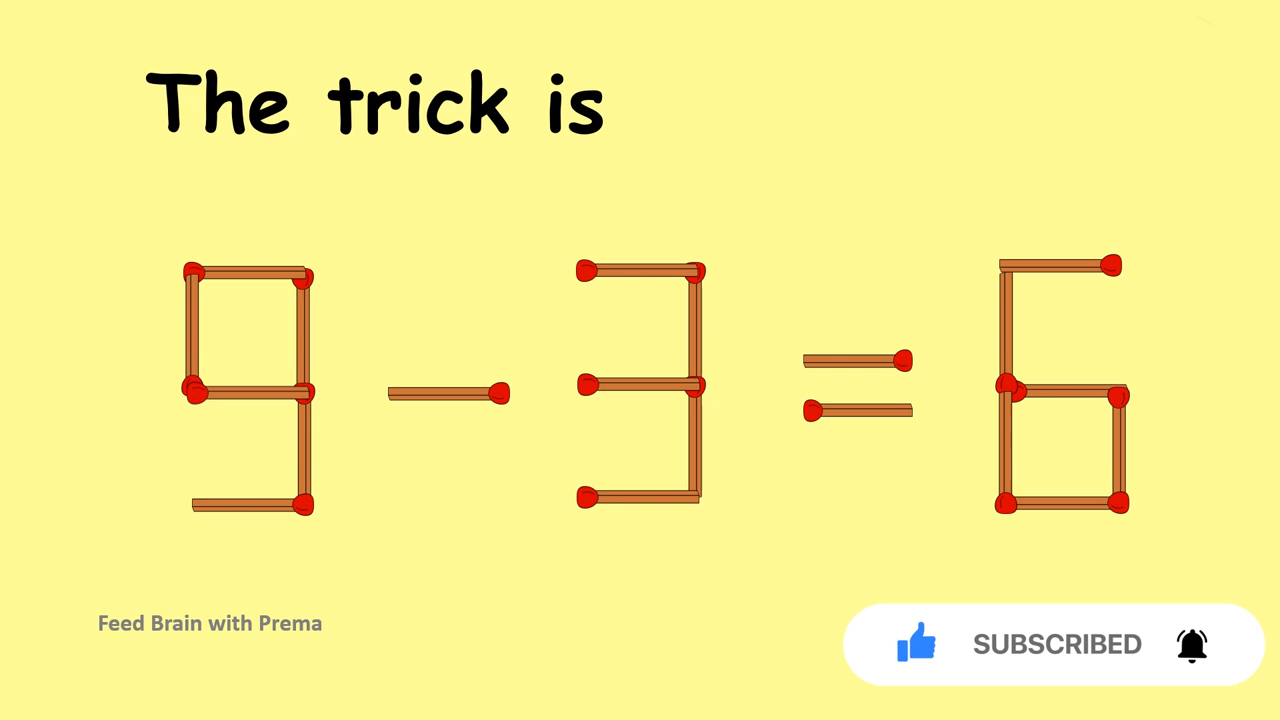 The trick is
9 - 3 = 6
Feed Brain with Prema
SUBSCRIBED